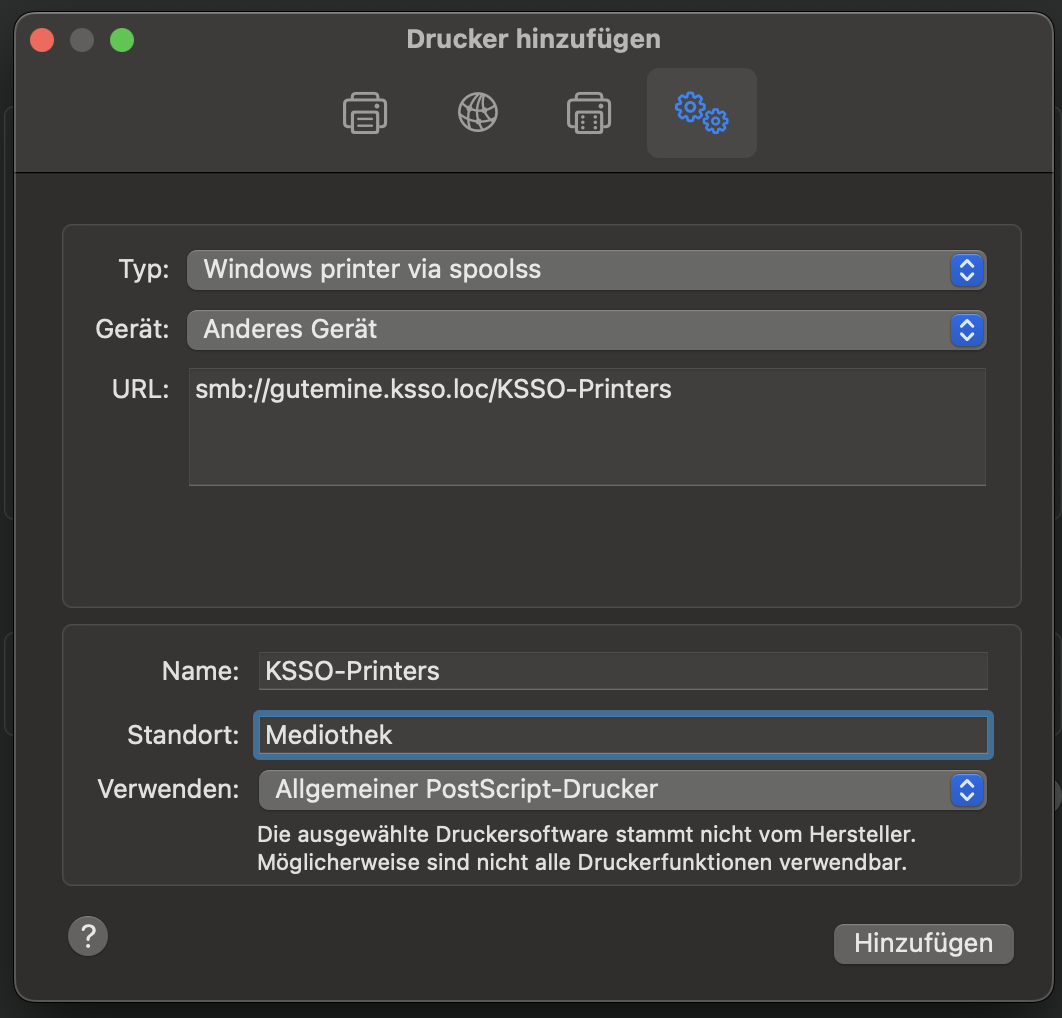 Drucker hinzufügen
Typ: Windows printer via spoolss
Gerät: Anderes Gerät
URL: smb://gutemine.ksso.loc/KSSO-Printers
Name: KSSO-Printers
Standort: Mediothek
Verwenden: Allgemeiner PostScript-Drucker
Die ausgewählte Druckersoftware stammt nicht vom Hersteller.
Möglicherweise sind nicht alle Druckerfunktionen verwendbar.
?
Hinzufügen